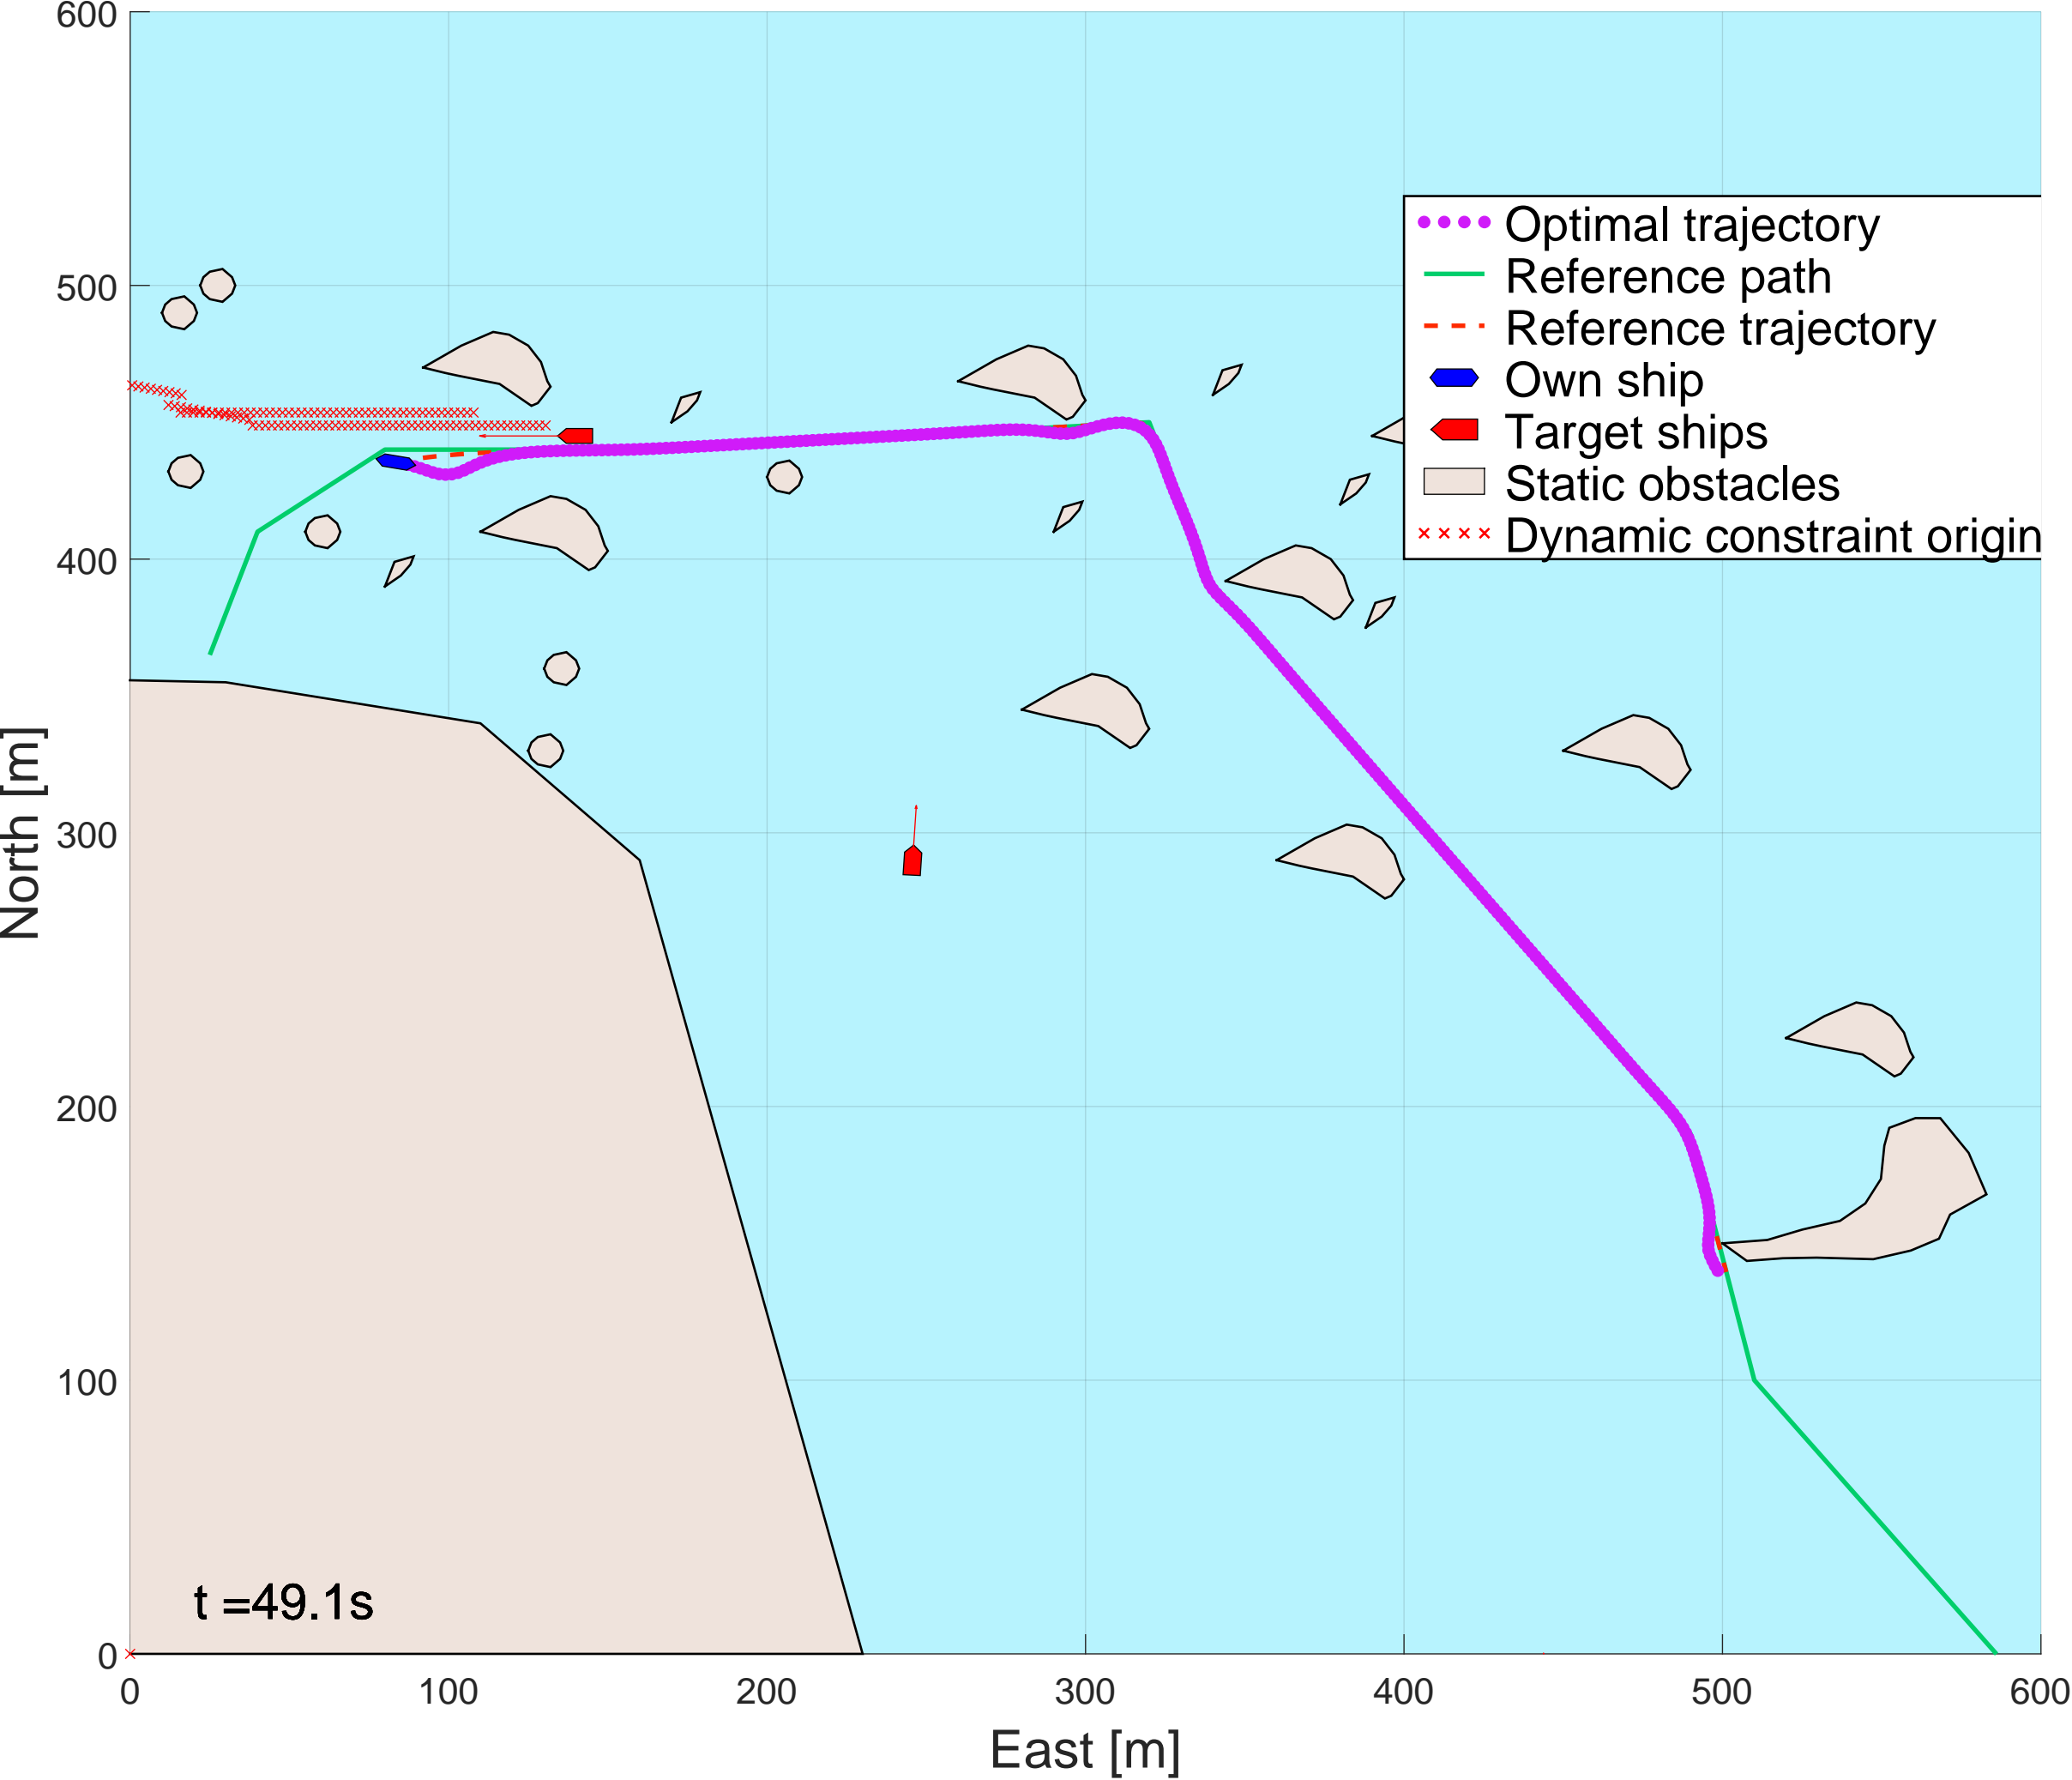 600
500
400
300
200
100
0
North [m]
Optimal trajectory
Reference path
Reference trajectory
Own ship
Target ships
Static obstacles
Dynamic constraint origin
t =49.1s
0 100 200 300 400 500 600
East [m]